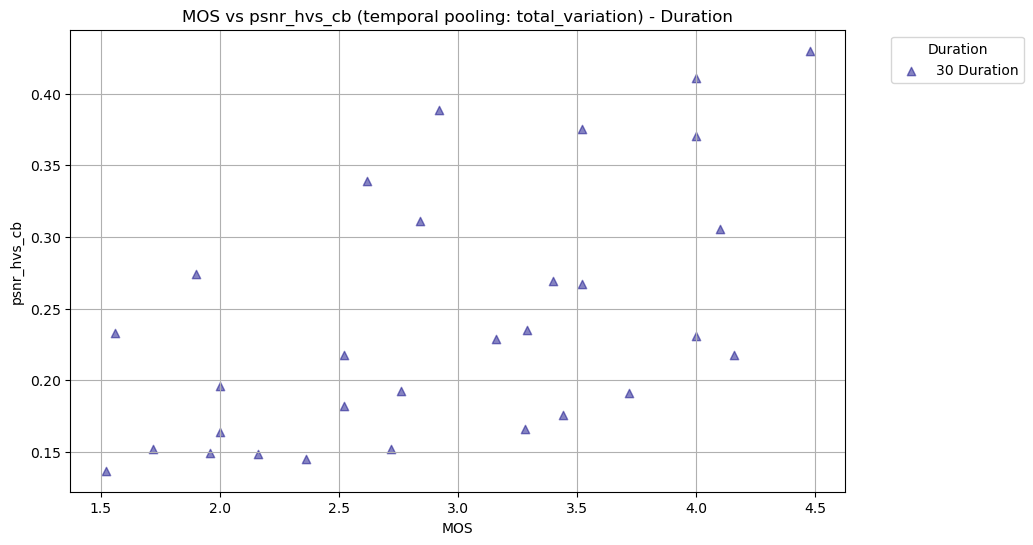 MOS vs psnr_hvs_cb (temporal pooling: total_variation) - Duration
Duration
30 Duration
psnr_hvs_cb
0.40
0.35
0.30
0.25
0.20
0.15
1.5 2.0 2.5 3.0 3.5 4.0 4.5
MOS